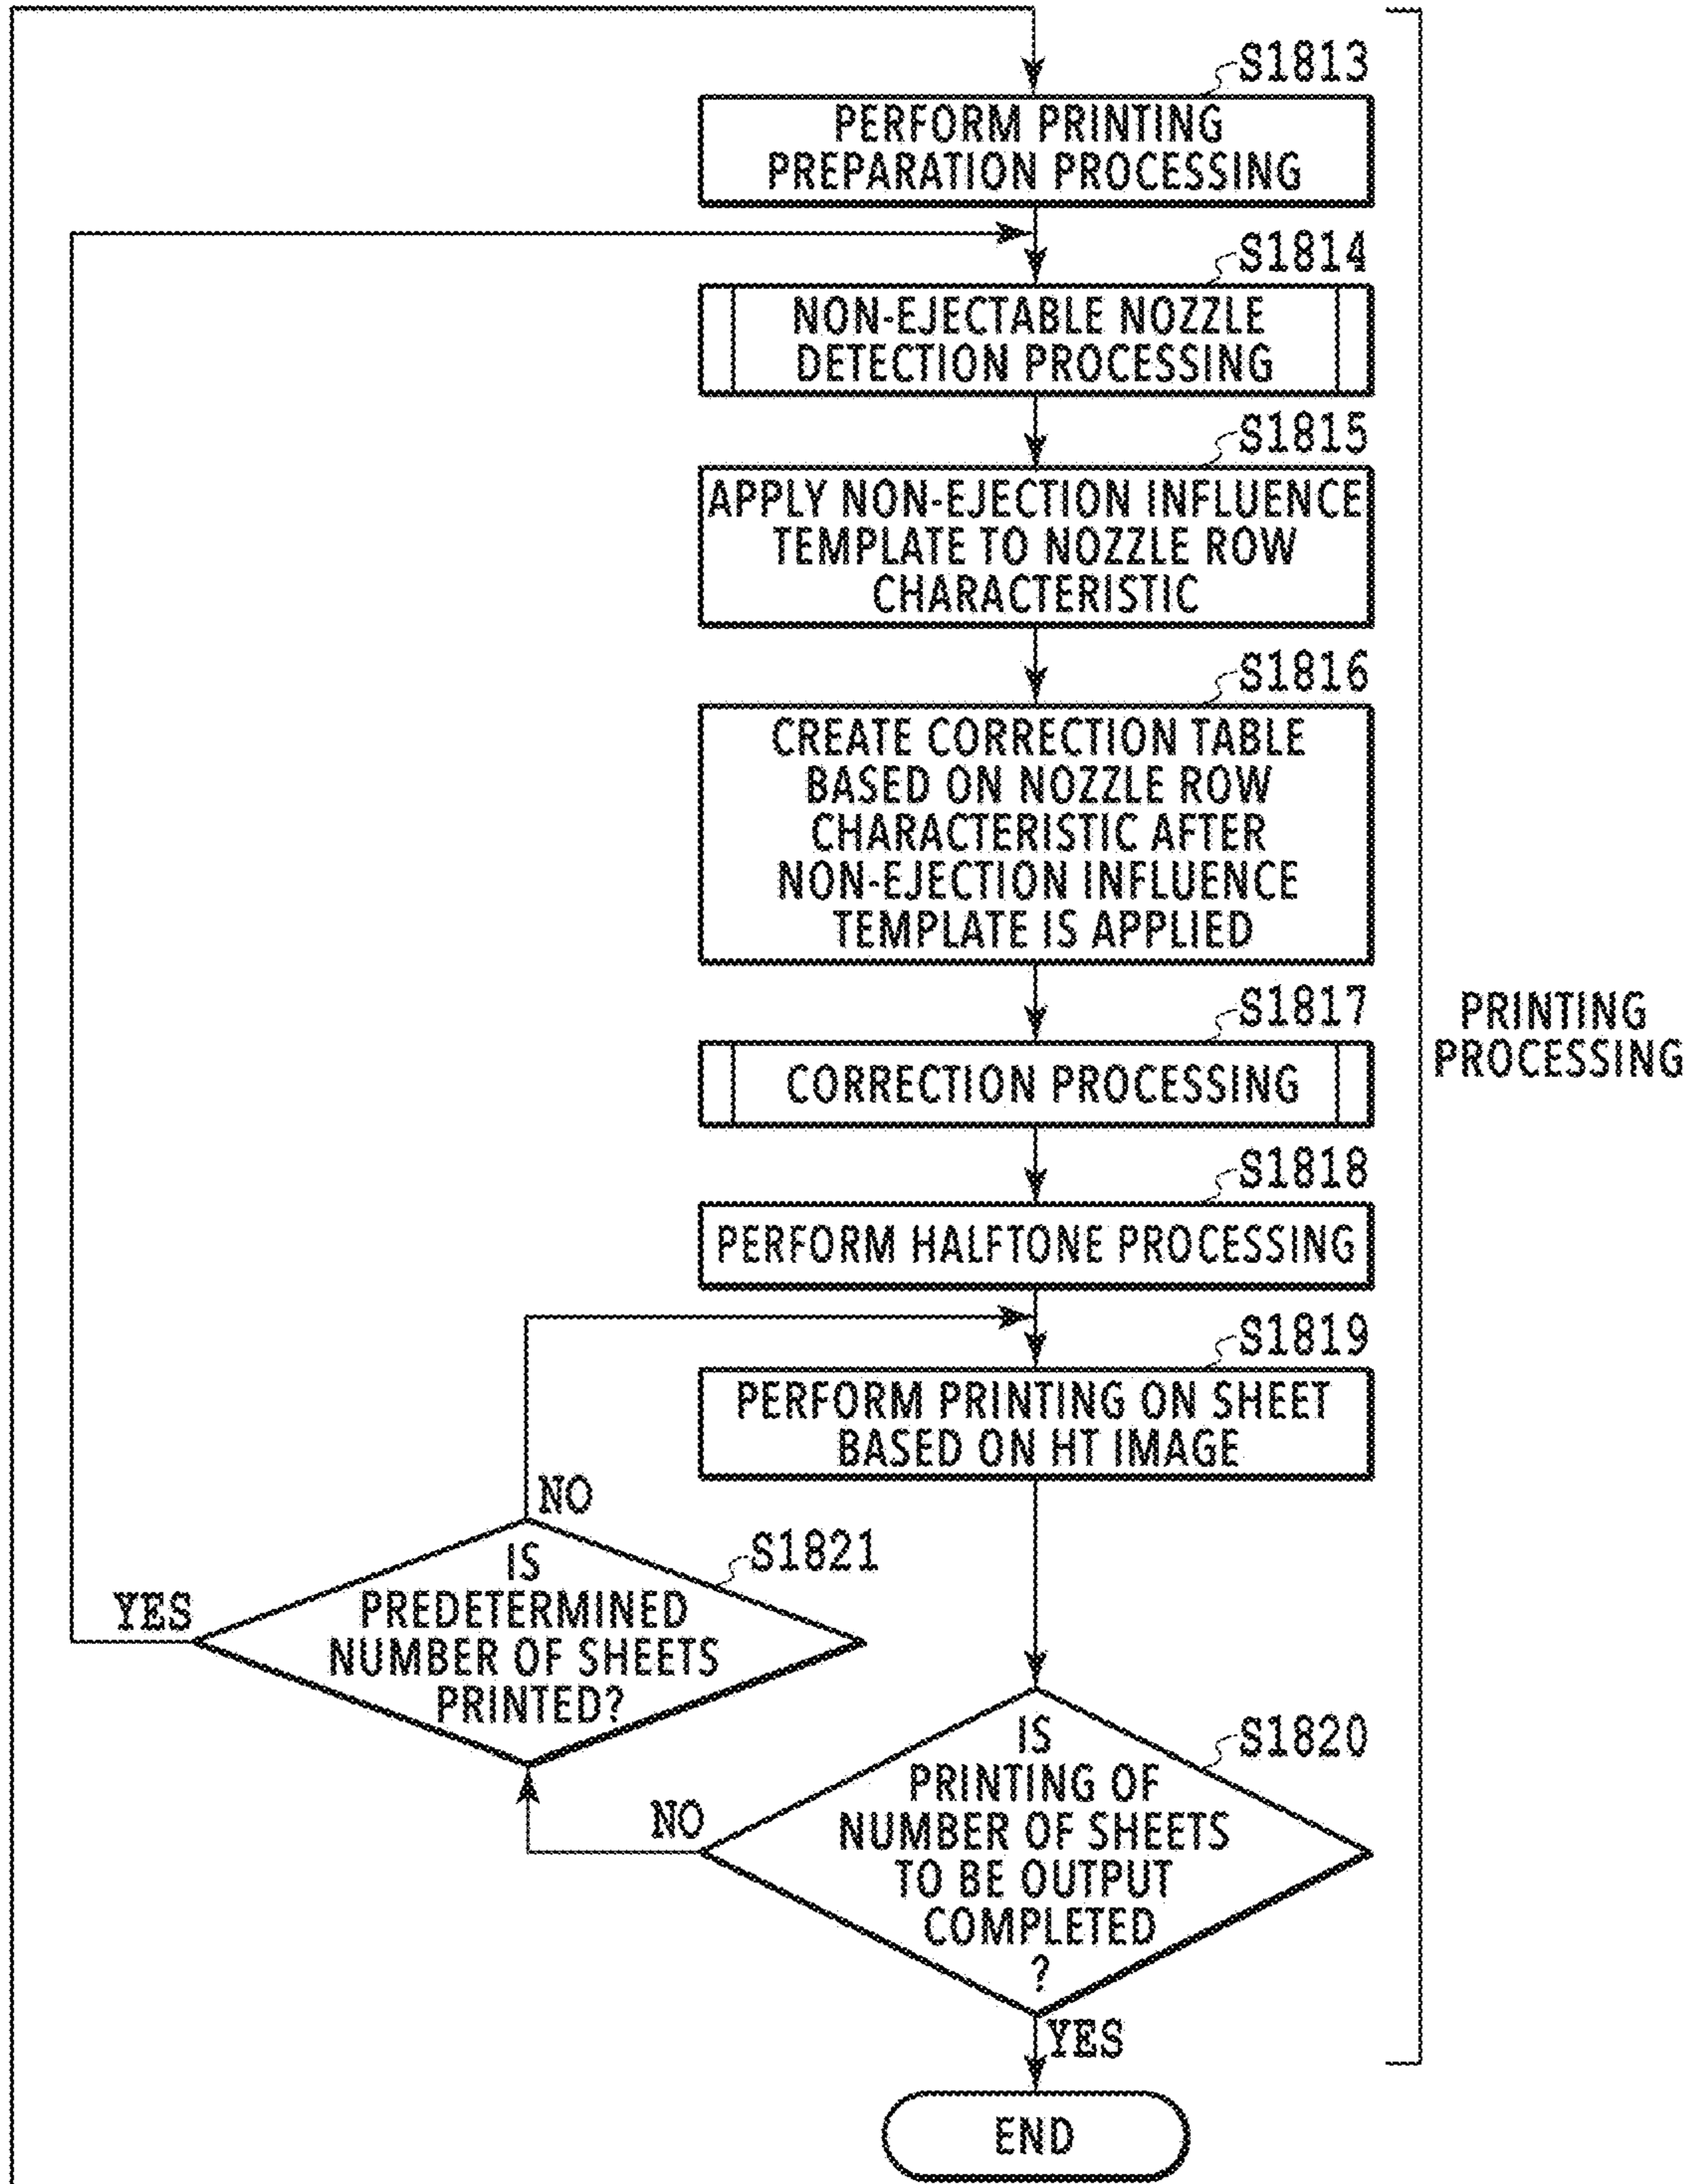 S1813
PERFORM PRINTING
PREPARATION PROCESSING
S1814
NON-EJECTABLE NOZZLE
DETECTION PROCESSING
S1815
APPLY NON-EJECTION INFLUENCE
TEMPLATE TO NOZZLE ROW
CHARACTERISTIC
S1816
CREATE CORRECTION TABLE
BASED ON NOZZLE ROW
CHARACTERISTIC AFTER
NON-EJECTION INFLUENCE
TEMPLATE IS APPLIED
PRINTING
PROCESSING
S1817
CORRECTION PROCESSING
S1818
PERFORM HALFTONE PROCESSING
S1819
PERFORM PRINTING ON SHEET
BASED ON HT IMAGE
NO
S1821
IS
PREDETERMINED
NUMBER OF SHEETS
PRINTED?
YES
S1820
IS
PRINTING OF
NUMBER OF SHEETS
TO BE OUTPUT
COMPLETED
?
NO
YES
END